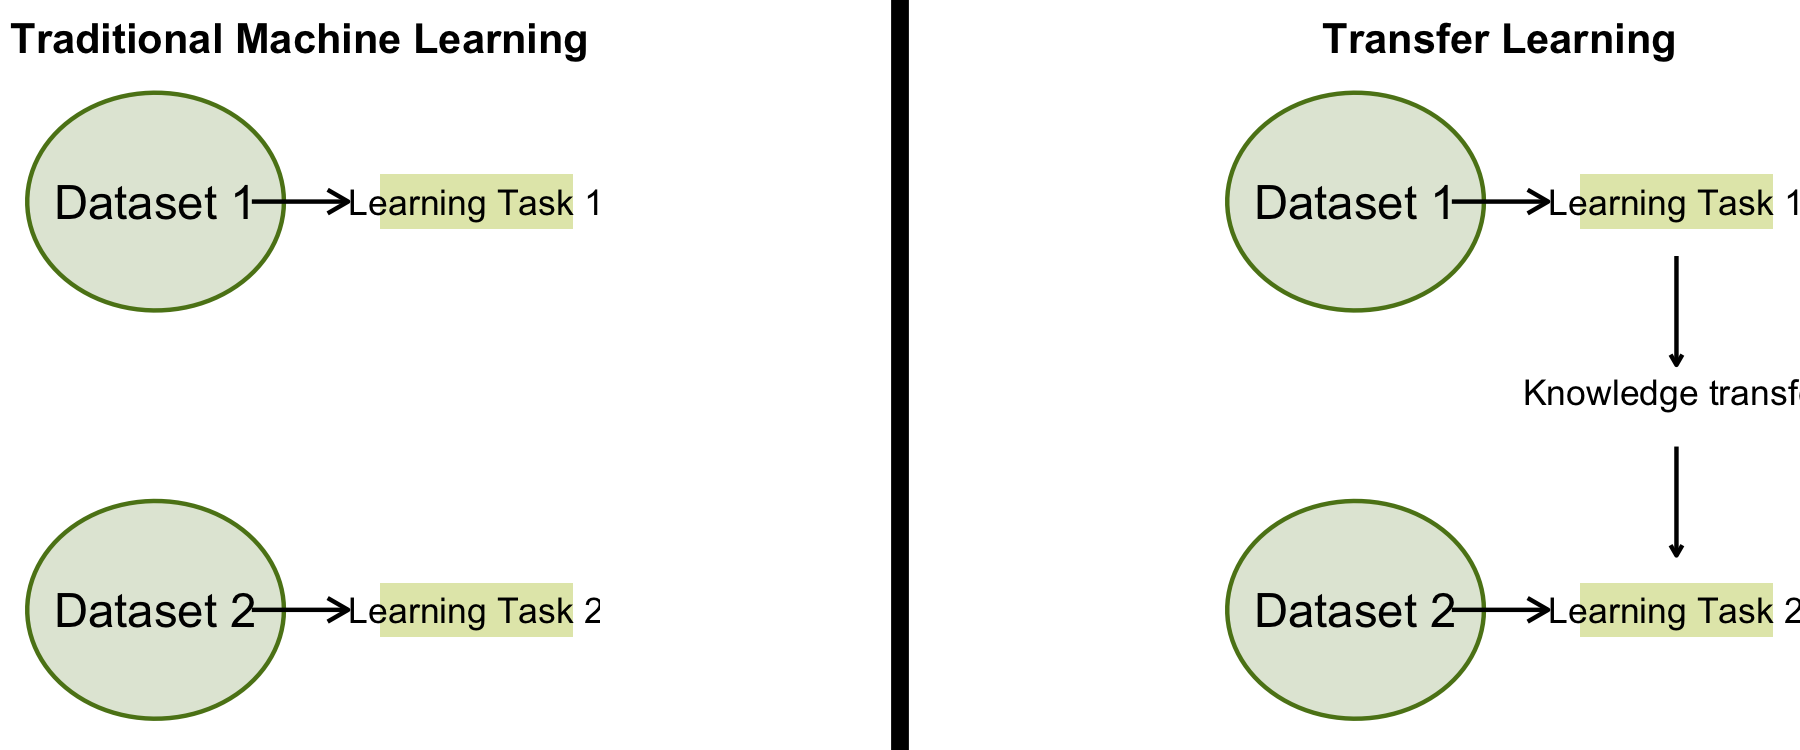 Traditional Machine Learning
Dataset 1
Learning Task 1
Dataset 2
Learning Task 2
Transfer Learning
Dataset 1
Learning Task 1
Knowledge transf
Dataset 2
Learning Task 2